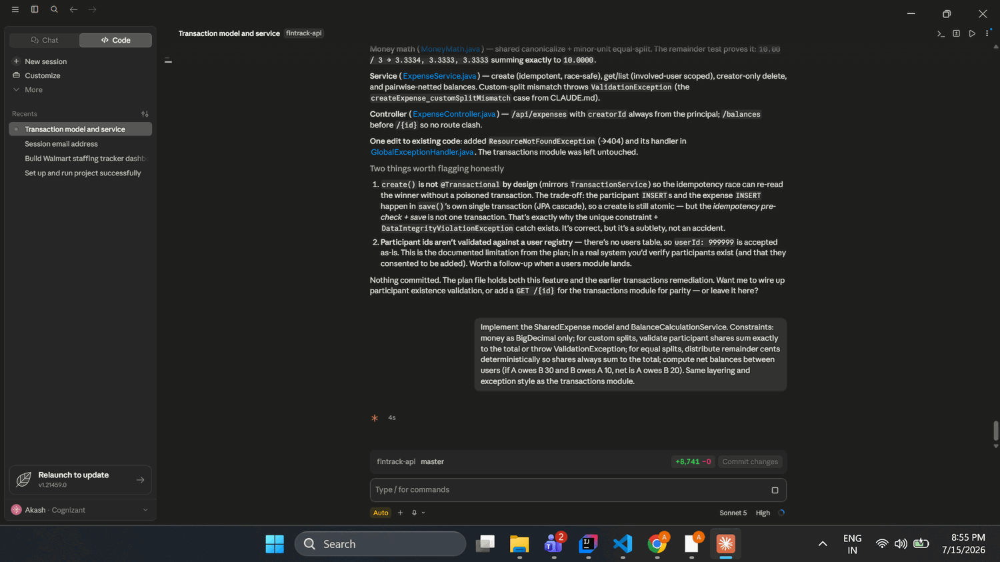 Chat
Code
New session
Customize
More
Recents
Transaction model and service
Session email address
Build Walmart staffing tracker dashb
Set up and run project successfully
Relaunch to update
v1.21459.0
Akash · Cognizant
Transaction model and service fintrack-api
Money math ( MoneyMath.java ) — shared canonicalize + minor-unit equal-split. The remainder test proves it: 10.00
/ 3 → 3.3334, 3.3333, 3.3333 summing exactly to 10.0000.
Service ( ExpenseService.java ) — create (idempotent, race-safe), get/list (involved-user scoped), creator-only delete,
and pairwise-netted balances. Custom-split mismatch throws ValidationException (the
createExpense_customSplitMismatch case from CLAUDE.md).
Controller ( ExpenseController.java ) — /api/expenses with creatorId always from the principal; /balances
before /{id} so no route clash.
One edit to existing code: added ResourceNotFoundException (→404) and its handler in
GlobalExceptionHandler.java. The transactions module was left untouched.
Two things worth flagging honestly
1. create() is not @Transactional by design (mirrors TransactionService) so the idempotency race can re-read
the winner without a poisoned transaction. The trade-off: the participant INSERTs and the expense INSERT
happen in save()'s own single transaction (JPA cascade), so a create is still atomic — but the idempotency pre-
check + save is not one transaction. That's exactly why the unique constraint +
DataIntegrityViolationException catch exists. It's correct, but it's a subtlety, not an accident.
2. Participant ids aren't validated against a user registry — there's no users table, so userId: 999999 is accepted
as-is. This is the documented limitation from the plan; in a real system you'd verify participants exist (and that they
consented to be added). Worth a follow-up when a users module lands.
Nothing committed. The plan file holds both this feature and the earlier transactions remediation. Want me to wire up
participant existence validation, or add a GET /{id} for the transactions module for parity — or leave it here?
Implement the SharedExpense model and BalanceCalculationService. Constraints:
money as BigDecimal only; for custom splits, validate participant shares sum exactly
to the total or throw ValidationException; for equal splits, distribute remainder cents
deterministically so shares always sum to the total; compute net balances between
users (if A owes B 30 and B owes A 10, net is A owes B 20). Same layering and
exception style as the transactions module.
4s
fintrack-api master
+8,741 −0 Commit changes
Type / for commands
Auto
Sonnet 5 High
Search
2
A
A
ENG
IN
8:55 PM
7/15/2026